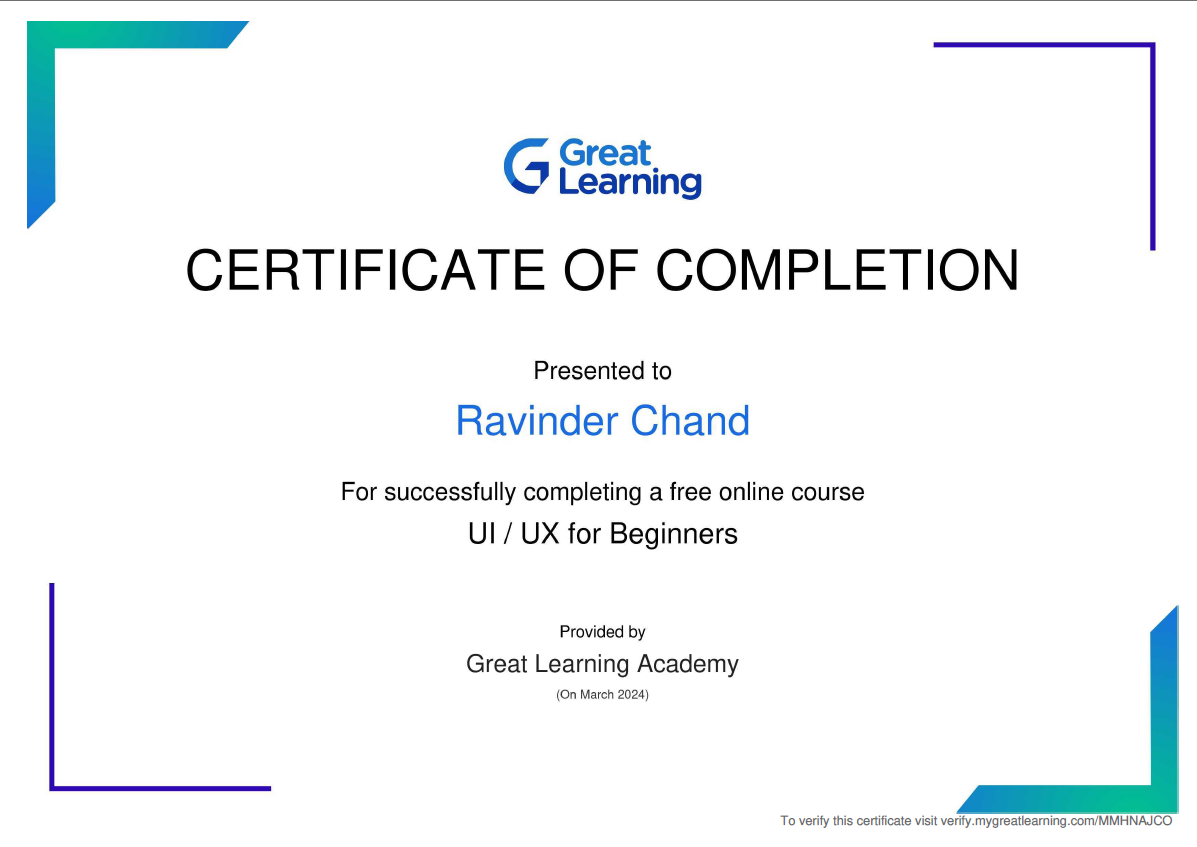 Great
Learning
CERTIFICATE OF COMPLETION
Presented to
Ravinder Chand
For successfully completing a free online course
UI / UX for Beginners
Provided by
Great Learning Academy
(On March 2024)
To verify this certificate visit verify.mygreatlearning.com/MMHNAJCO